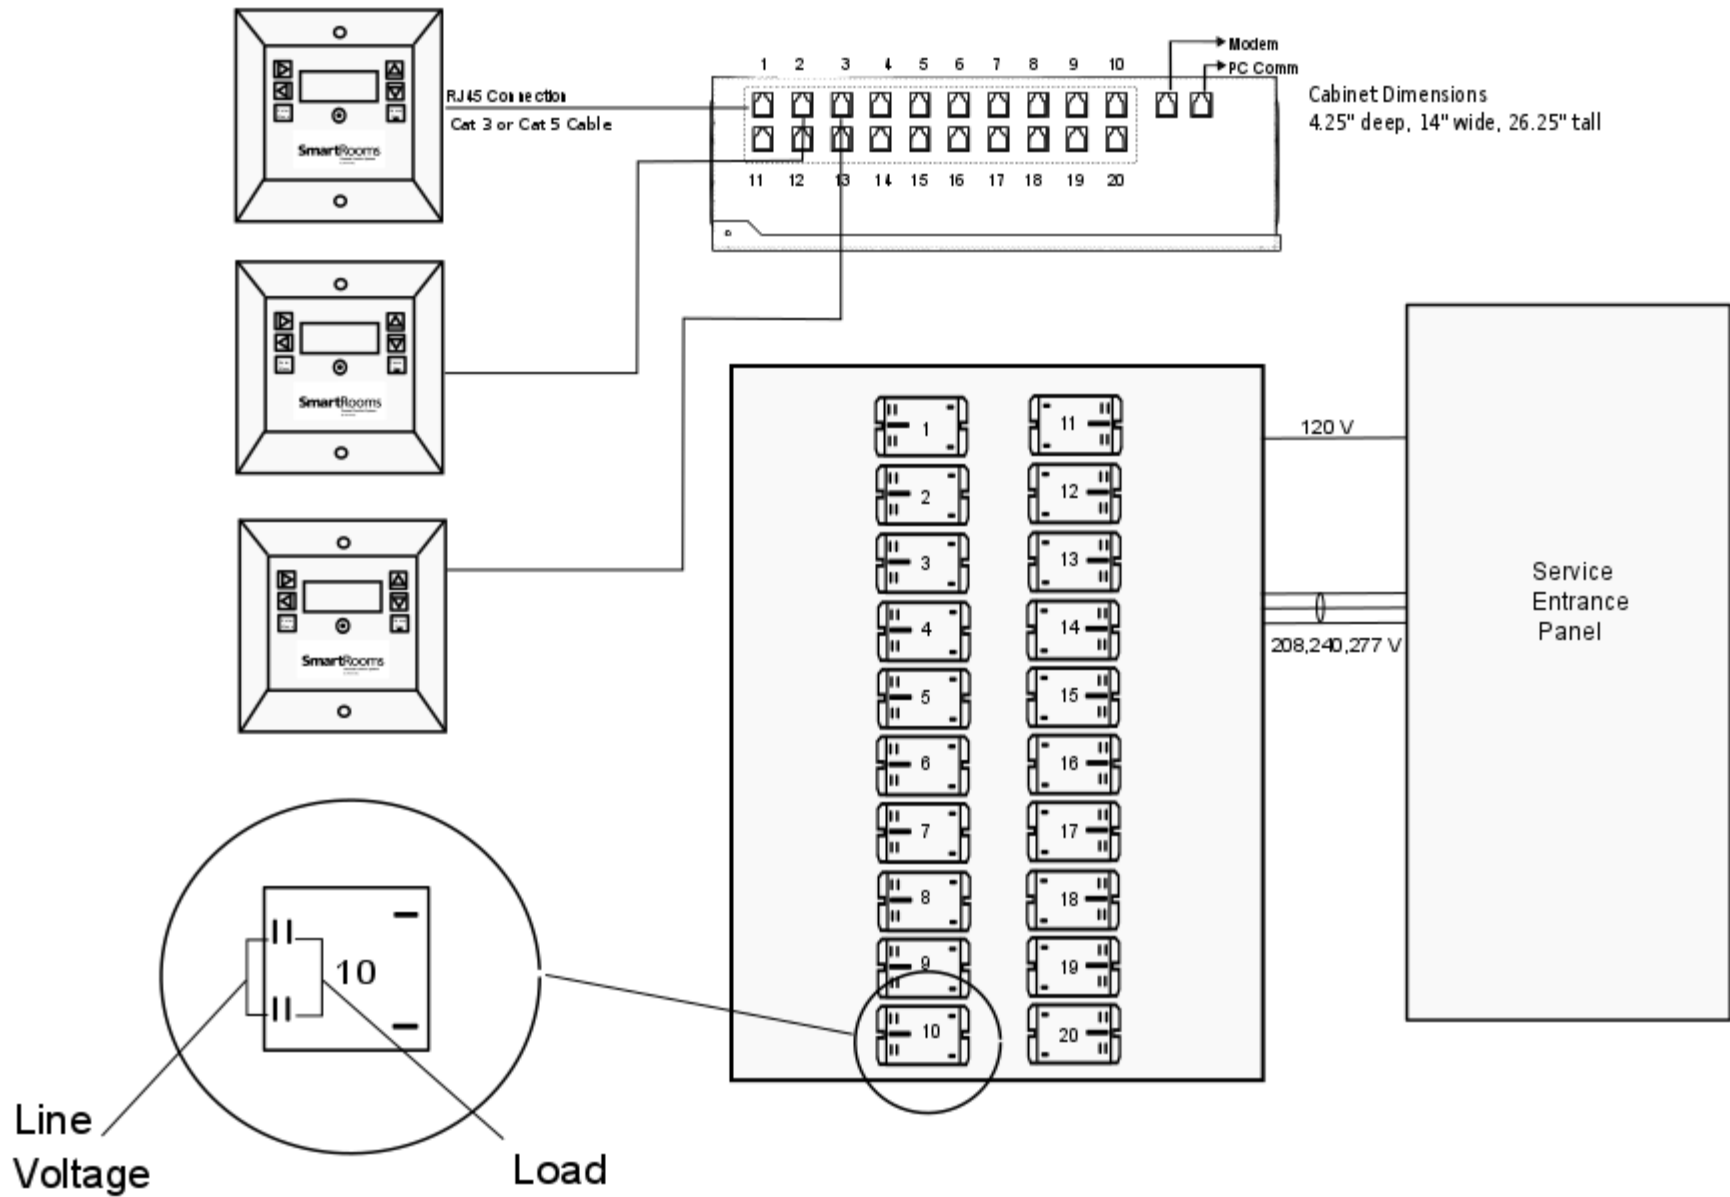 Modem
PC Comm
1 2 3 4 5 6 7 8 9 10
11 12 13 14 15 16 17 18 19 20
Cabinet Dimensions
4.25" deep, 14" wide, 26.25" tall
RJ45 Connection
Cat 3 or Cat 5 Cable
SmartRooms
SmartRooms
SmartRooms
1 11
2 12
3 13
4 14
5 15
6 16
7 17
8 18
9 19
10 20
120 V
208,240,277 V
Service
Entrance
Panel
10
Line
Voltage
Load